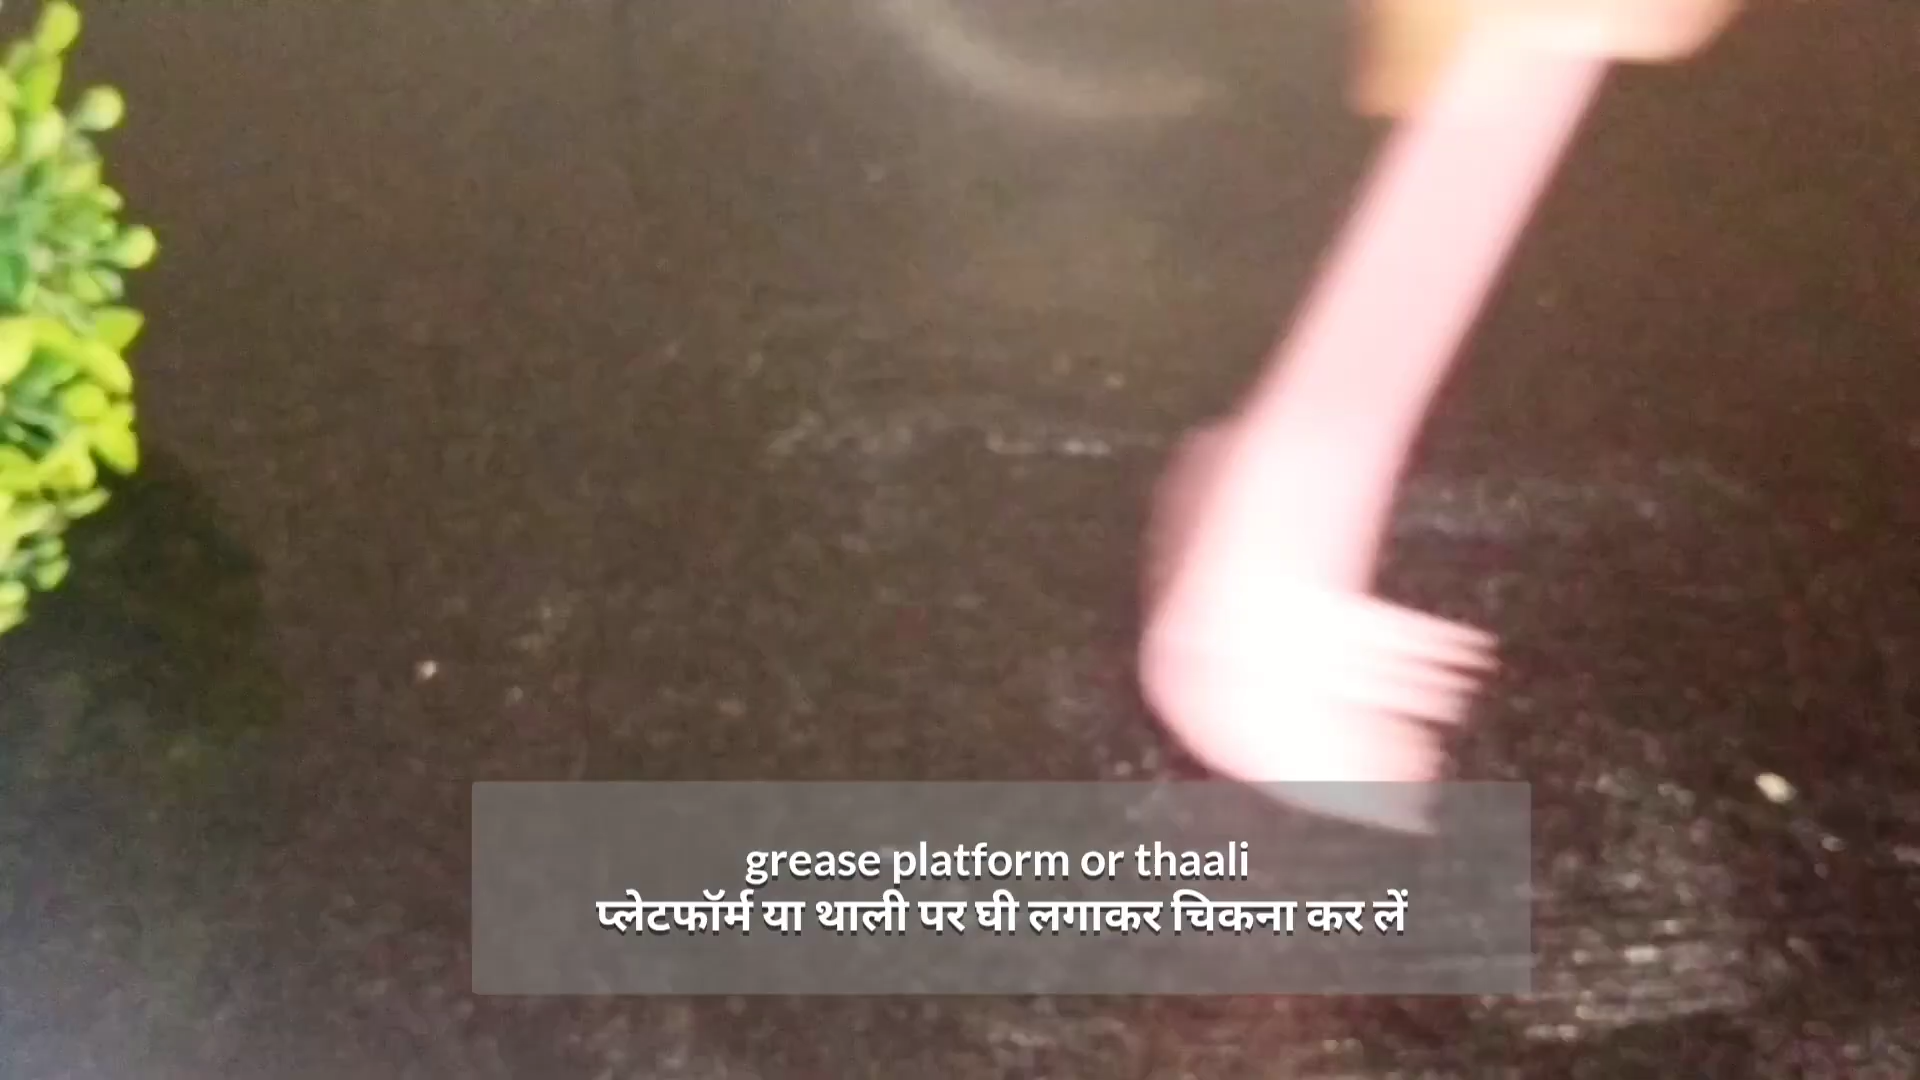 grease platform or thaali
प्लेटफॉर्म या थाली पर घी लगाकर चिकना कर लें